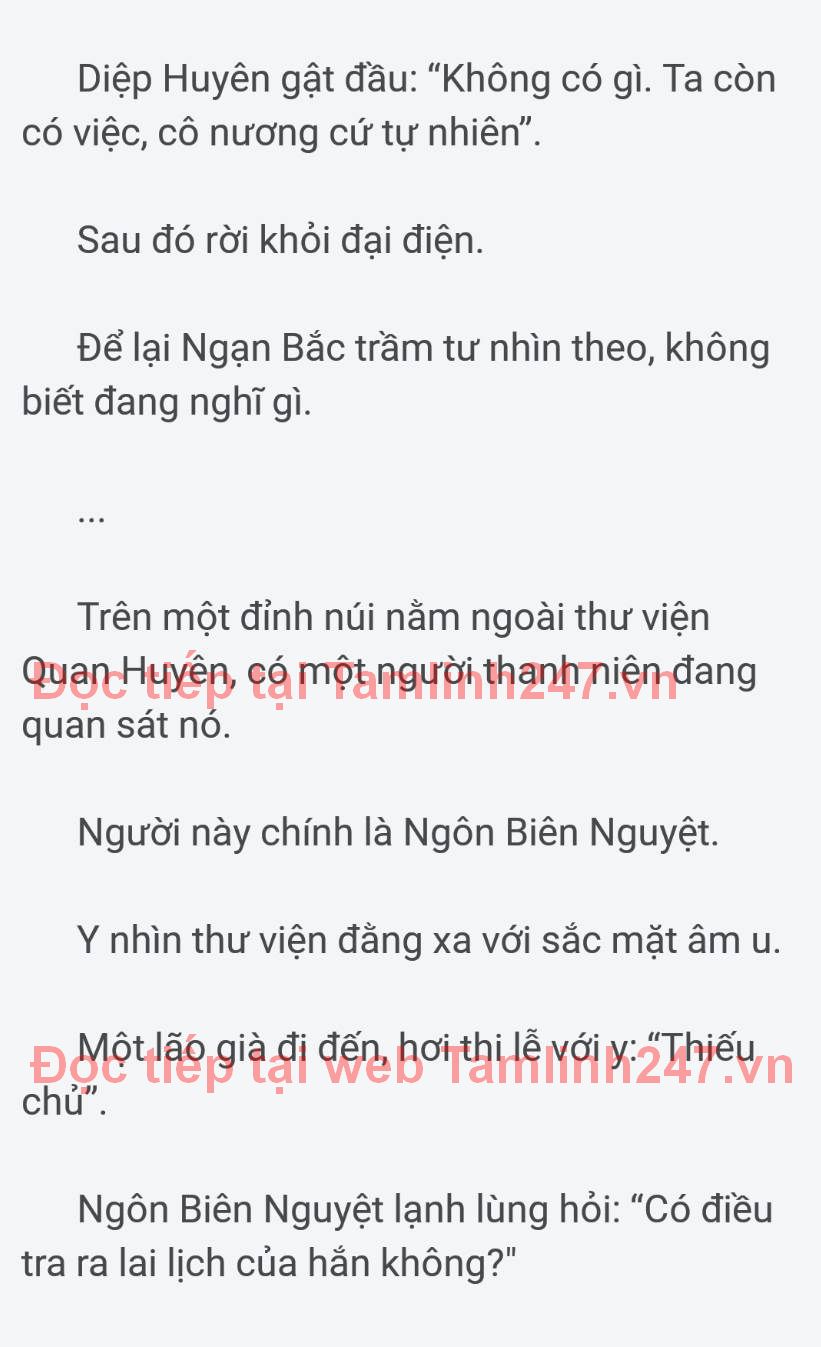 Diệp Huyên gật đầu: “Không có gì. Ta còn
có việc, cô nương cứ tự nhiên”.
Sau đó rời khỏi đại điện.
Để lại Ngạn Bắc trầm tư nhìn theo, không
biết đang nghĩ gì.
...
Trên một đỉnh núi nằm ngoài thư viện
Quan Huyên, có một người thanh niên đang
Đọc tiếp tại Tamlinh247.vn
quan sát nó.
Người này chính là Ngôn Biên Nguyệt.
Y nhìn thư viện đằng xa với sắc mặt âm u.
Một lão già đi đến, hơi thi lễ với y: “Thiếu
Đọc tiếp tại web Tamlinh247.vn
chủ”.
Ngôn Biên Nguyệt lạnh lùng hỏi: “Có điều
tra ra lai lịch của hắn không?"